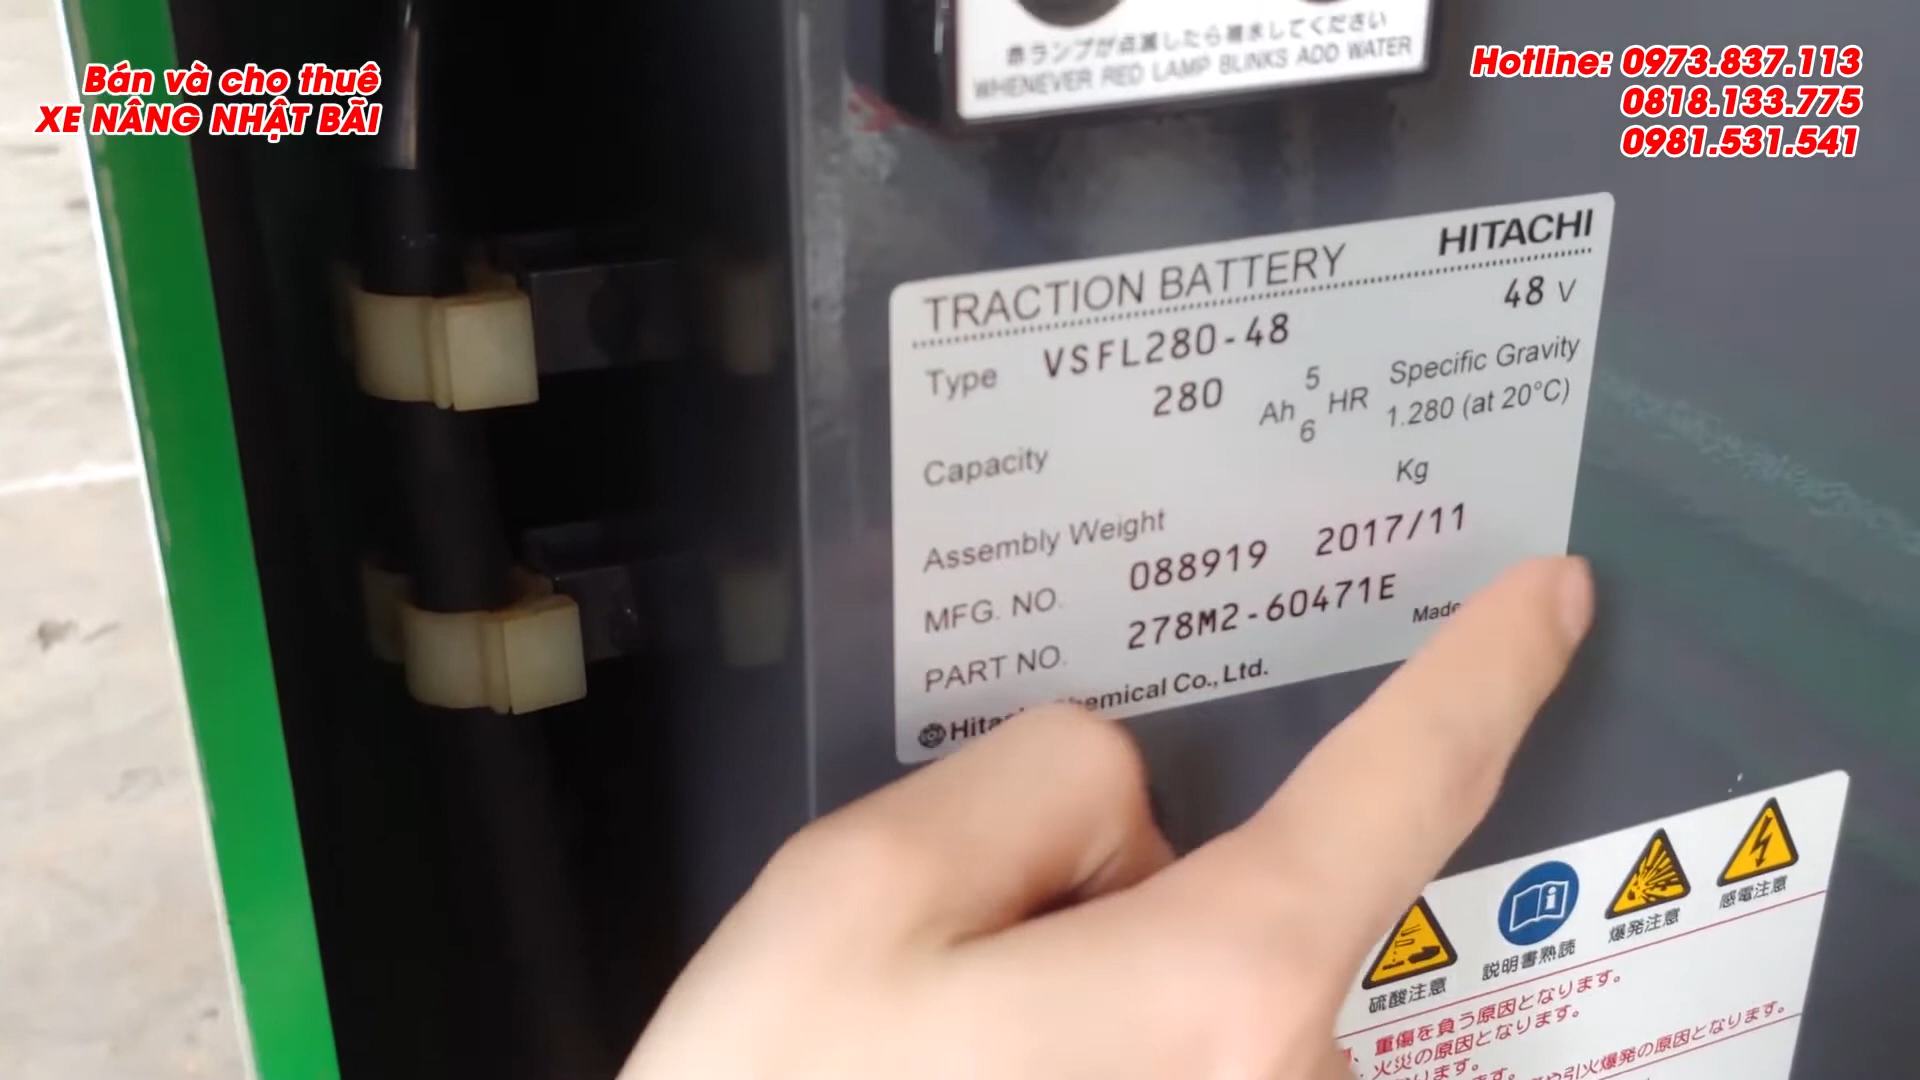 Bán và cho thuê
XE NÂNG NHẬT BÃI
Hotline: 0973.837.113
0818.133.775
0981.531.541
赤ランプが点滅したら補水してください
WHENEVER RED LAMP BLINKS ADD WATER
TRACTION BATTERY HITACHI
48 V
Type VSFL280-48
Capacity 280 Ah 5 6 HR Specific Gravity 1.280 (at 20°C)
Assembly Weight Kg
MFG. NO. 088919 2017/11
PART NO. 278M2-60471E
Made
Chemical Co., Ltd.
硫酸注意 説明書熟読 爆発注意 感電注意
重傷を負う原因となります。
火災の原因となります。
引火爆発の原因となります。